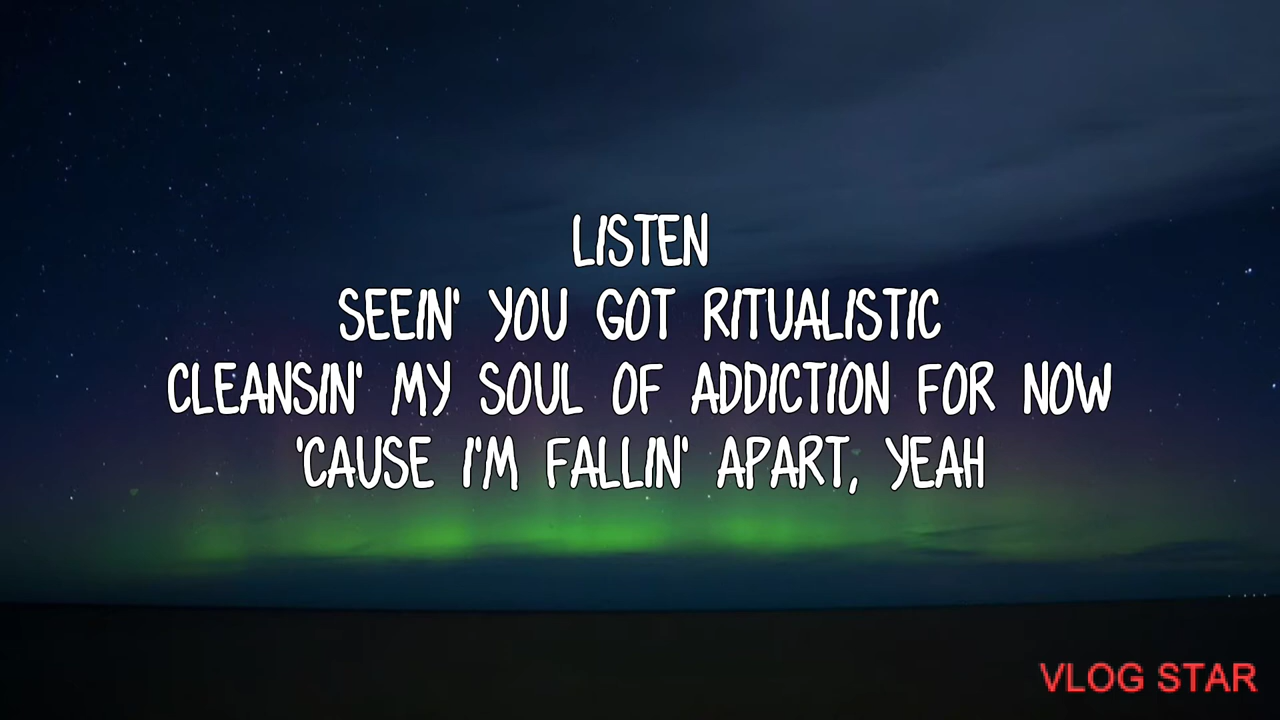 LISTEN
SEEIN' YOU GOT RITUALISTIC
CLEANSIN' MY SOUL OF ADDICTION FOR NOW
'CAUSE I'M FALLIN' APART, YEAH
VLOG STAR